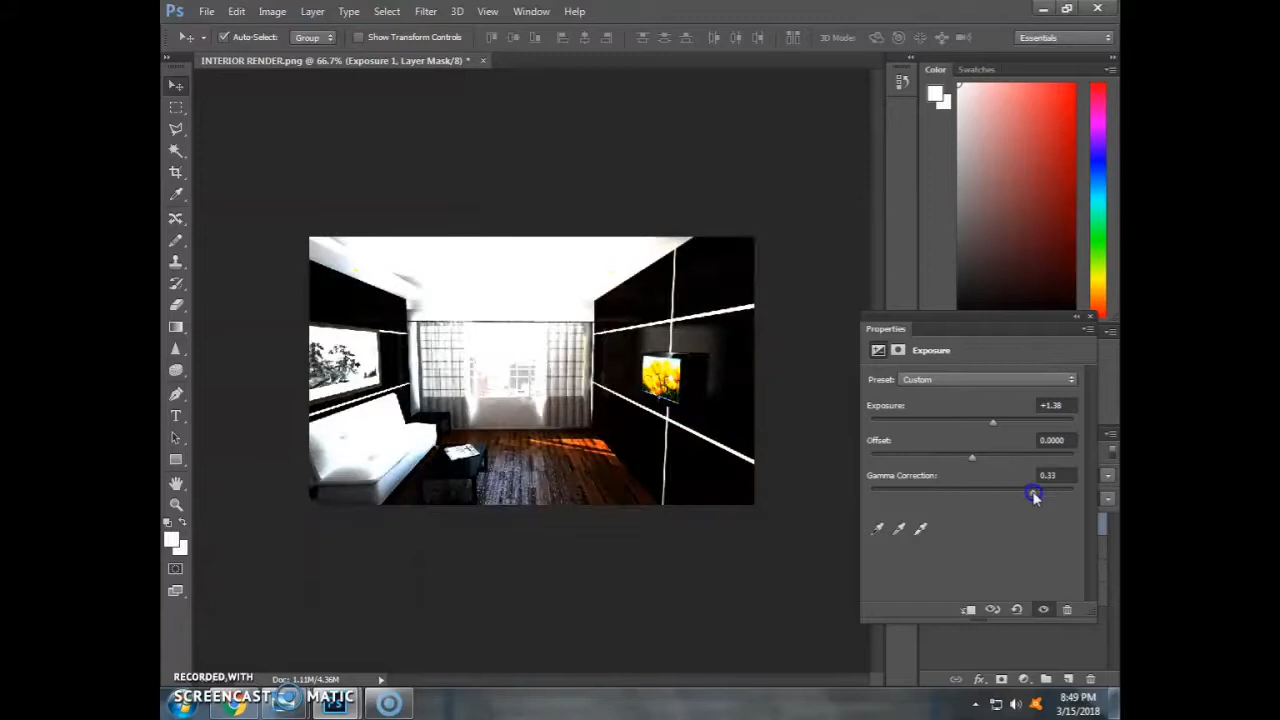 Ps File Edit Image Layer Type Select Filter 3D View Window Help
Auto-Select: Group Show Transform Controls 3D Mode: Essentials
INTERIOR RENDER.png @ 66.7% (Exposure 1, Layer Mask/8) *
Color Swatches
Properties
Exposure
Preset: Custom
Exposure: +1.38
Offset: 0.0000
Gamma Correction: 0.33
RECORDED WITH
SCREENCAST MATIC
Doc: 1.11M/4.36M
Ps
8:49 PM
3/15/2018